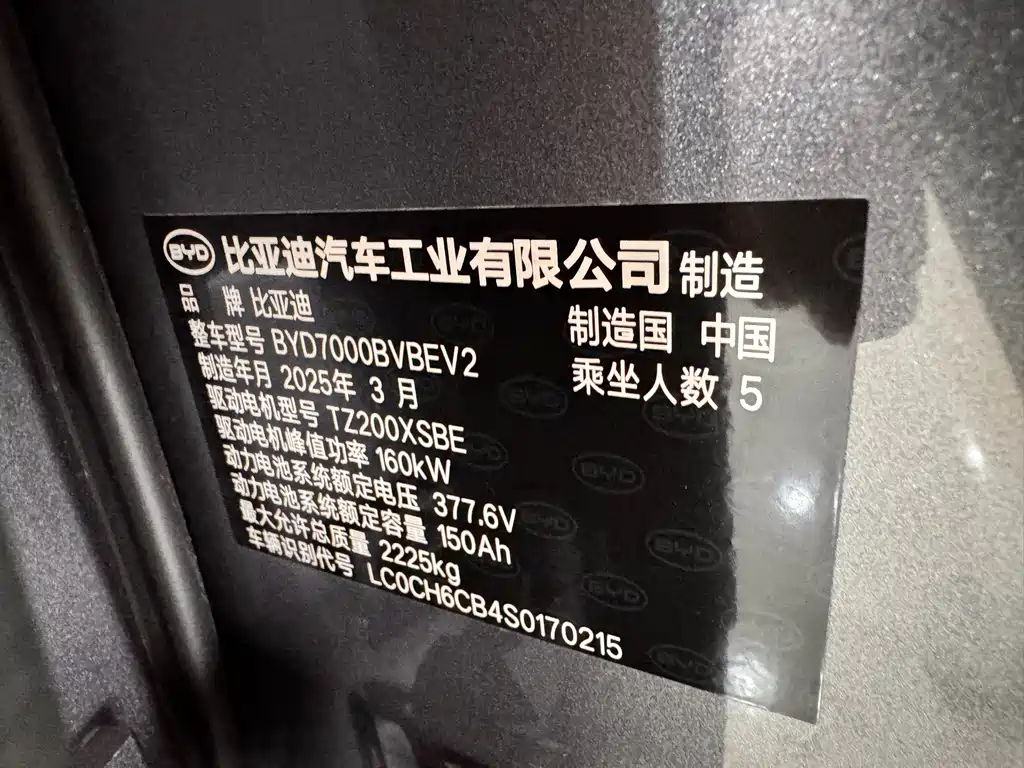 BYD 比亚迪汽车工业有限公司 制造
品 牌 比亚迪
制造国 中国
整车型号 BYD7000BVBEV2
乘坐人数 5
制造年月 2025年 3 月
驱动电机型号 TZ200XSBE
驱动电机峰值功率 160kW
动力电池系统额定电压 377.6V
动力电池系统额定容量 150Ah
最大允许总质量 2225kg
车辆识别代号 LC0CH6CB4S0170215